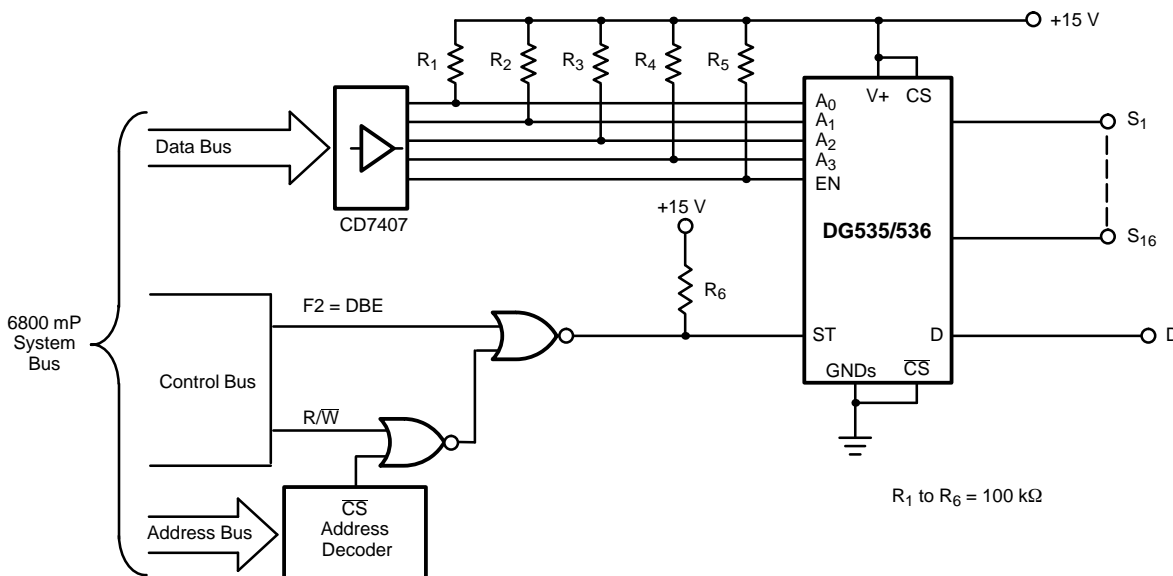 +15 V
R1 R2 R3 R4 R5
V+ CS
A0
A1
A2
A3
EN
S1
Data Bus
CD7407
+15 V
DG535/536
S16
R6
F2 = DBE
6800 mP
System
Bus
ST D
D
Control Bus
GNDs C̅S̅
R/W̅
R1 to R6 = 100 kΩ
Address Bus
C̅S̅
Address
Decoder